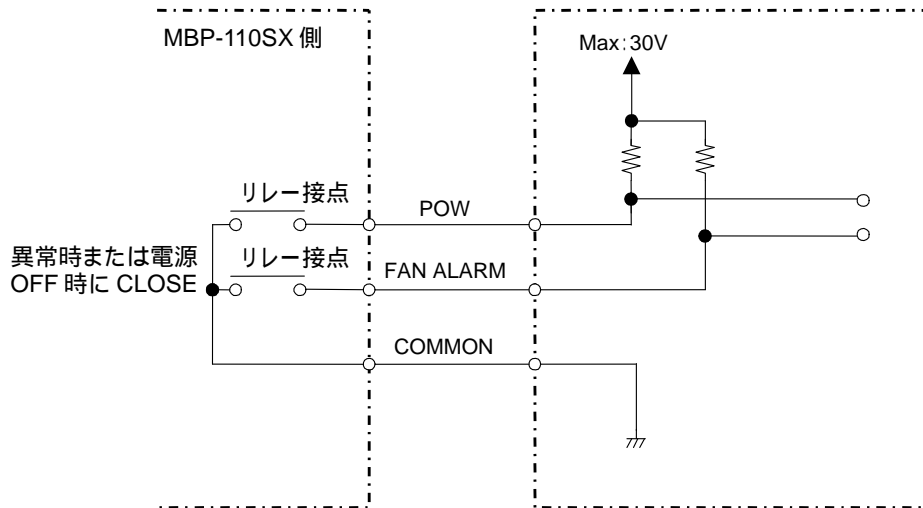 MBP-110SX 側
Max:30V
リレー接点
POW
異常時または電源
OFF 時に CLOSE
リレー接点
FAN ALARM
COMMON